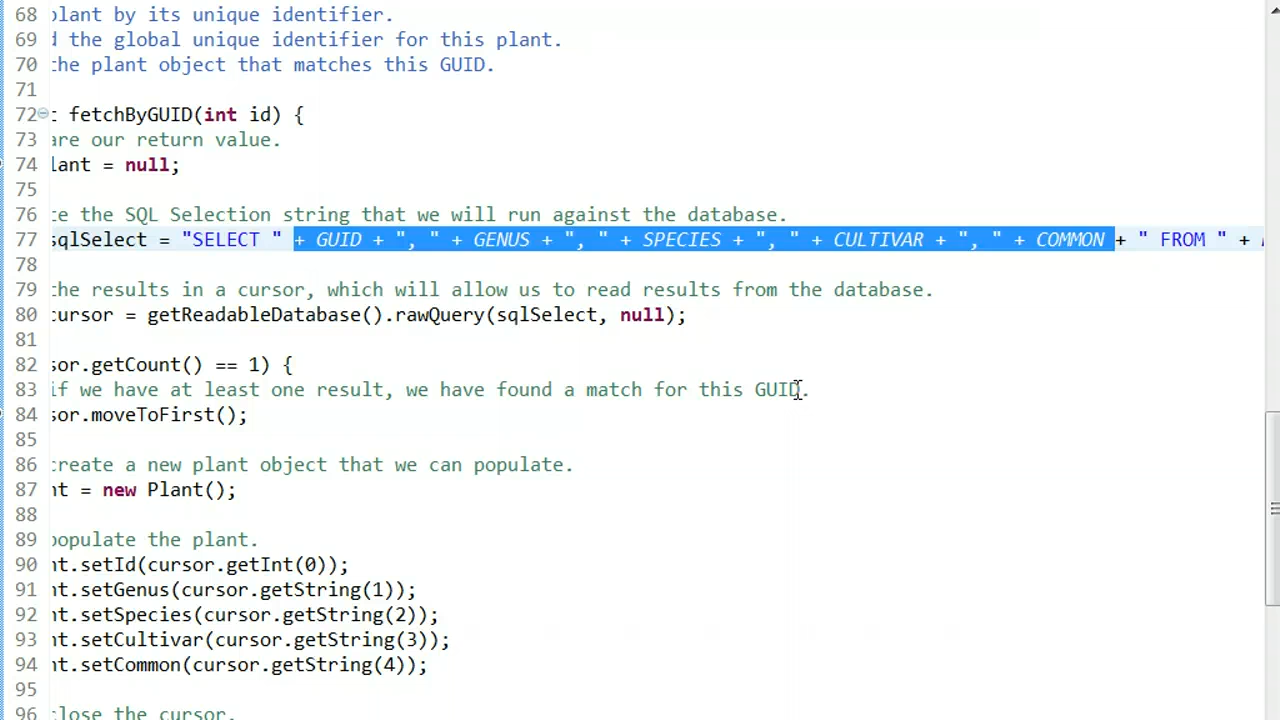 68 plant by its unique identifier.
69 d the global unique identifier for this plant.
70 the plant object that matches this GUID.
71
72 t fetchByGUID(int id) {
73 are our return value.
74 lant = null;
75
76 te the SQL Selection string that we will run against the database.
77 sqlSelect = "SELECT " + GUID + ", " + GENUS + ", " + SPECIES + ", " + CULTIVAR + ", " + COMMON + " FROM " +
78
79 the results in a cursor, which will allow us to read results from the database.
80 cursor = getReadableDatabase().rawQuery(sqlSelect, null);
81
82 sor.getCount() == 1) {
83 if we have at least one result, we have found a match for this GUID.
84 sor.moveToFirst();
85
86 create a new plant object that we can populate.
87 nt = new Plant();
88
89 populate the plant.
90 nt.setId(cursor.getInt(0));
91 nt.setGenus(cursor.getString(1));
92 nt.setSpecies(cursor.getString(2));
93 nt.setCultivar(cursor.getString(3));
94 nt.setCommon(cursor.getString(4));
95
96 close the cursor.